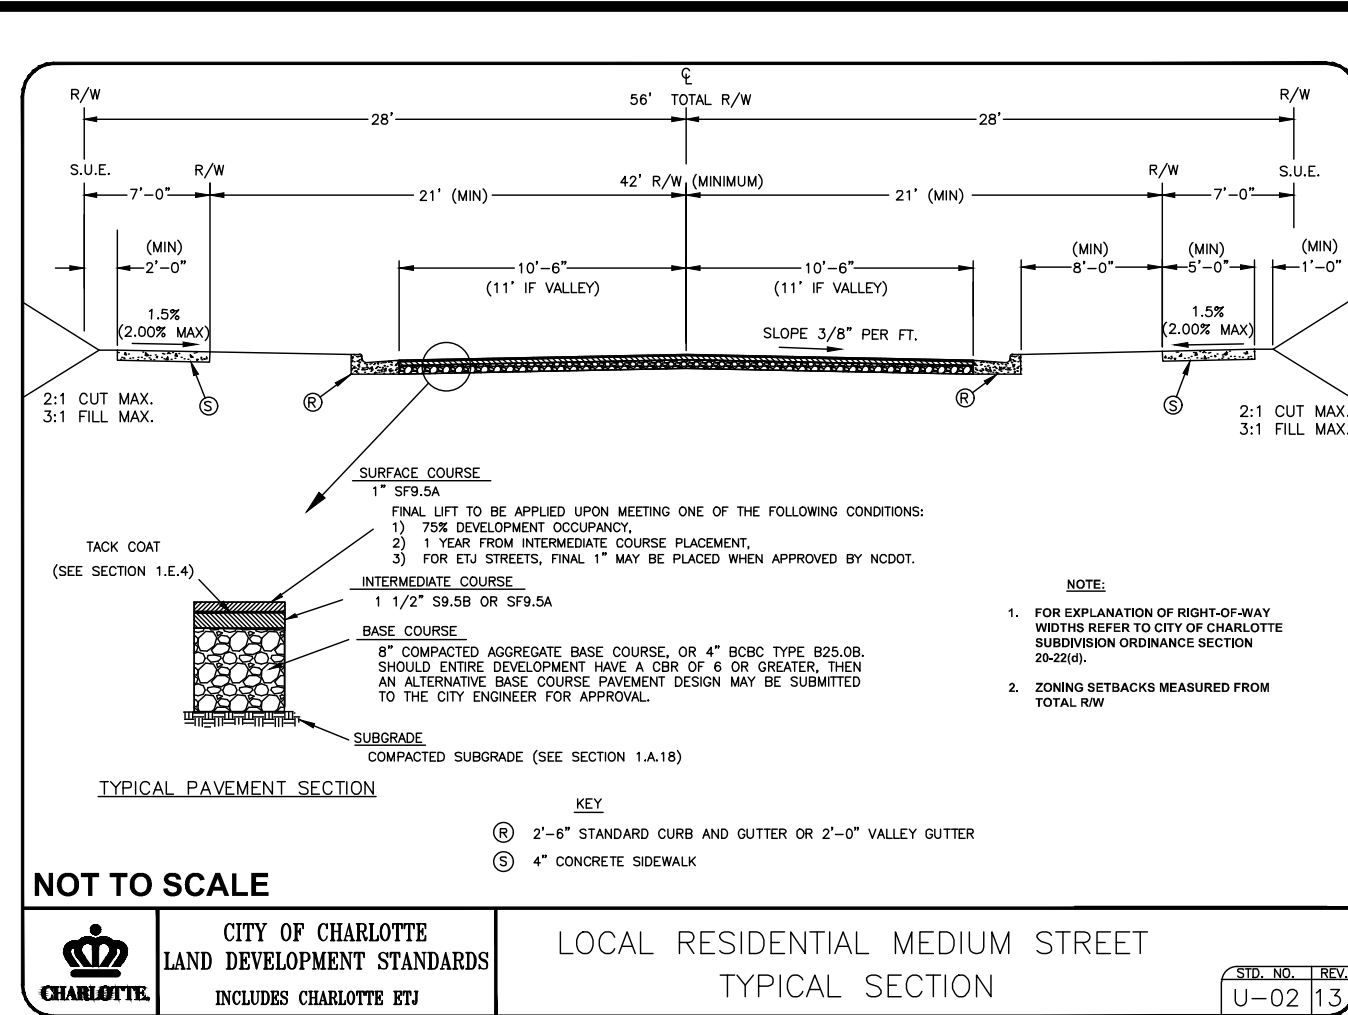 ℄
R/W
56' TOTAL R/W
R/W
28'
28'
S.U.E.
R/W
42' R/W (MINIMUM)
R/W
S.U.E.
7'-0"
21' (MIN)
21' (MIN)
7'-0"
(MIN)
2'-0"
10'-6"
(11' IF VALLEY)
10'-6"
(11' IF VALLEY)
(MIN)
8'-0"
(MIN)
5'-0"
(MIN)
1'-0"
1.5%
(2.00% MAX)
SLOPE 3/8" PER FT.
1.5%
(2.00% MAX)
S
R
R
S
2:1 CUT MAX.
3:1 FILL MAX.
2:1 CUT MAX.
3:1 FILL MAX.
SURFACE COURSE
1" SF9.5A
FINAL LIFT TO BE APPLIED UPON MEETING ONE OF THE FOLLOWING CONDITIONS:
1) 75% DEVELOPMENT OCCUPANCY,
2) 1 YEAR FROM INTERMEDIATE COURSE PLACEMENT,
3) FOR ETJ STREETS, FINAL 1" MAY BE PLACED WHEN APPROVED BY NCDOT.
TACK COAT
(SEE SECTION 1.E.4)
INTERMEDIATE COURSE
1 1/2" S9.5B OR SF9.5A
BASE COURSE
8" COMPACTED AGGREGATE BASE COURSE, OR 4" BCBC TYPE B25.0B.
SHOULD ENTIRE DEVELOPMENT HAVE A CBR OF 6 OR GREATER, THEN
AN ALTERNATIVE BASE COURSE PAVEMENT DESIGN MAY BE SUBMITTED
TO THE CITY ENGINEER FOR APPROVAL.
SUBGRADE
COMPACTED SUBGRADE (SEE SECTION 1.A.18)
TYPICAL PAVEMENT SECTION
NOTE:
1. FOR EXPLANATION OF RIGHT-OF-WAY
WIDTHS REFER TO CITY OF CHARLOTTE
SUBDIVISION ORDINANCE SECTION
20-22(d).
2. ZONING SETBACKS MEASURED FROM
TOTAL R/W
KEY
R 2'-6" STANDARD CURB AND GUTTER OR 2'-0" VALLEY GUTTER
S 4" CONCRETE SIDEWALK
NOT TO SCALE
CHARLOTTE.
CITY OF CHARLOTTE
LAND DEVELOPMENT STANDARDS
INCLUDES CHARLOTTE ETJ
LOCAL RESIDENTIAL MEDIUM STREET
TYPICAL SECTION
STD. NO. REV.
U-02 13